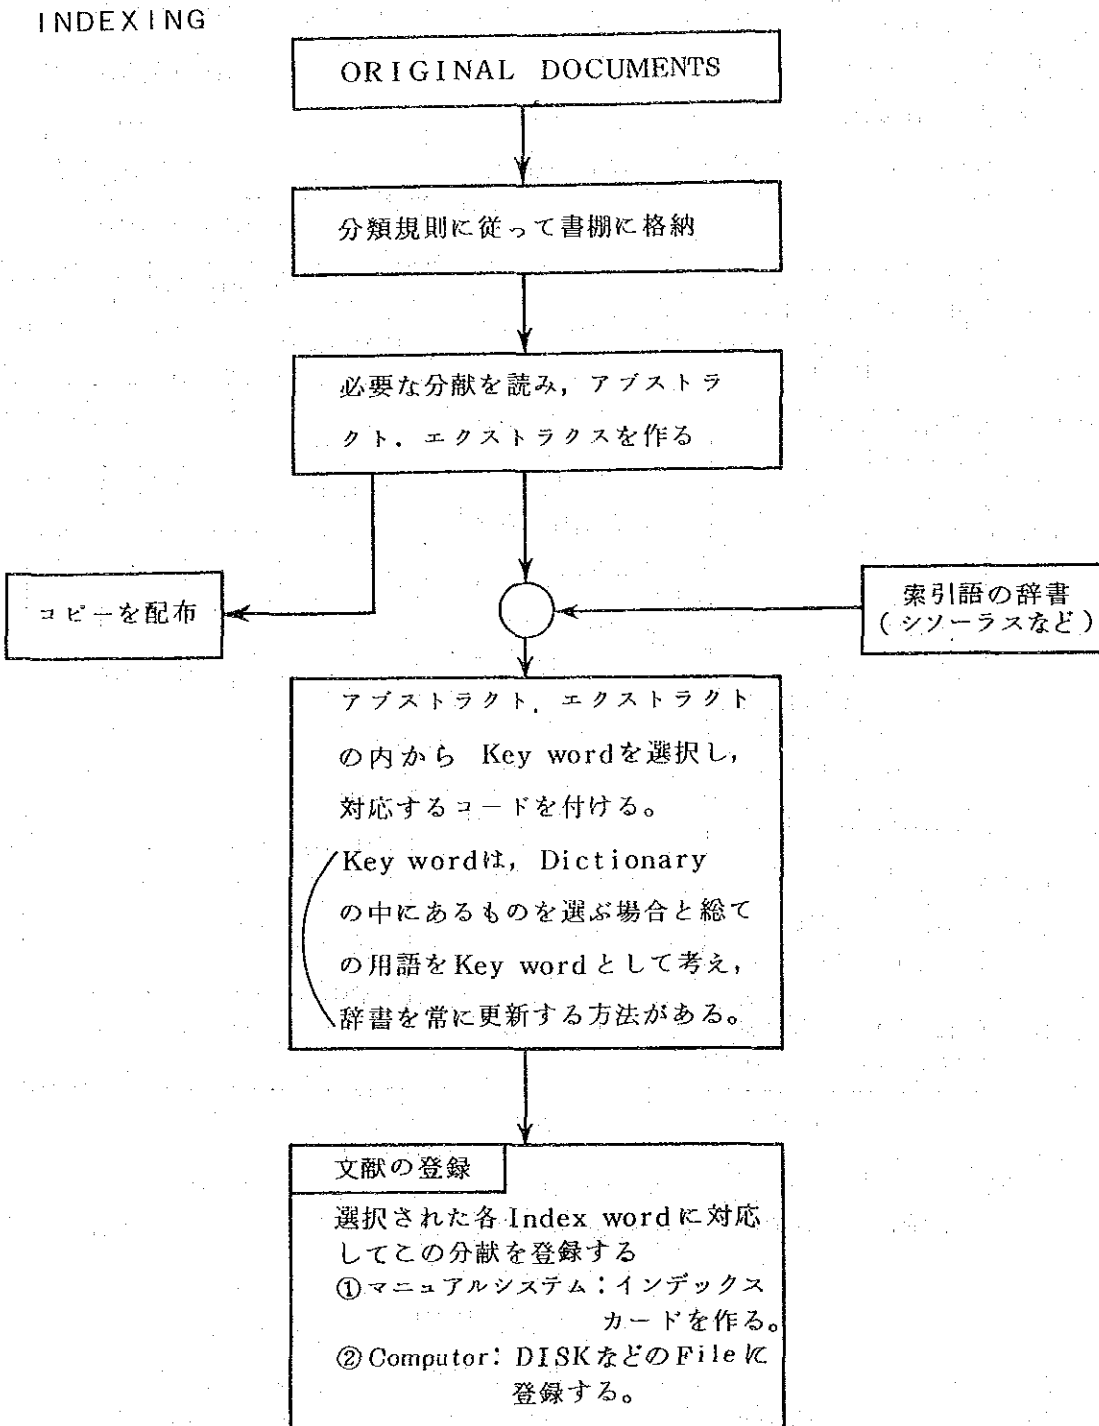 INDEXING
ORIGINAL DOCUMENTS
分類規則に従って書棚に格納
必要な分献を読み，アブストラ
クト．エクストラクスを作る
コピーを配布
索引語の辞書
（シソーラスなど）
アブストラクト．エクストラクト
の内から Key wordを選択し，
対応するコードを付ける。
Key wordは，Dictionary
の中にあるものを選ぶ場合と総て
の用語をKey wordとして考え，
辞書を常に更新する方法がある。
文献の登録
選択された各Index wordに対応
してこの分献を登録する
①マニュアルシステム：インデックス
カードを作る。
②Computor：DISKなどのFileに
登録する。